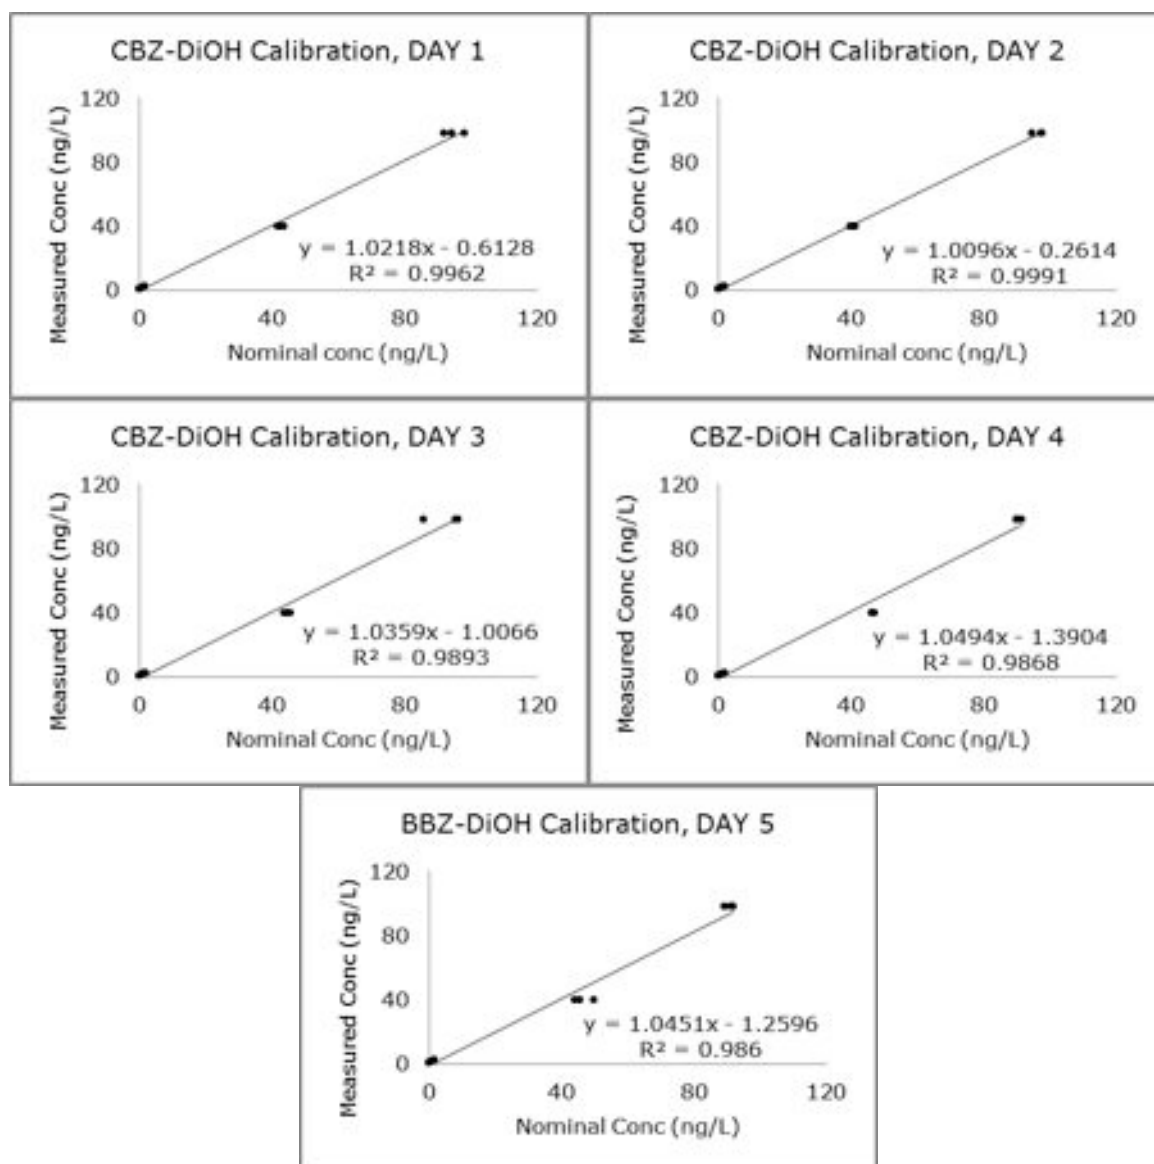 CBZ-DiOH Calibration, DAY 1
120
80
40
0
0 40 80 120
Measured Conc (ng/L)
Nominal conc (ng/L)
y = 1.0218x - 0.6128
R² = 0.9962
CBZ-DiOH Calibration, DAY 2
120
80
40
0
0 40 80 120
Measured Conc (ng/L)
Nominal conc (ng/L)
y = 1.0096x - 0.2614
R² = 0.9991
CBZ-DiOH Calibration, DAY 3
120
80
40
0
0 40 80 120
Measured Conc (ng/L)
Nominal Conc (ng/L)
y = 1.0359x - 1.0066
R² = 0.9893
CBZ-DiOH Calibration, DAY 4
120
80
40
0
0 40 80 120
Measured Conc (ng/L)
Nominal Conc (ng/L)
y = 1.0494x - 1.3904
R² = 0.9868
BBZ-DiOH Calibration, DAY 5
120
80
40
0
0 40 80 120
Measured Conc (ng/L)
Nominal Conc (ng/L)
y = 1.0451x - 1.2596
R² = 0.986